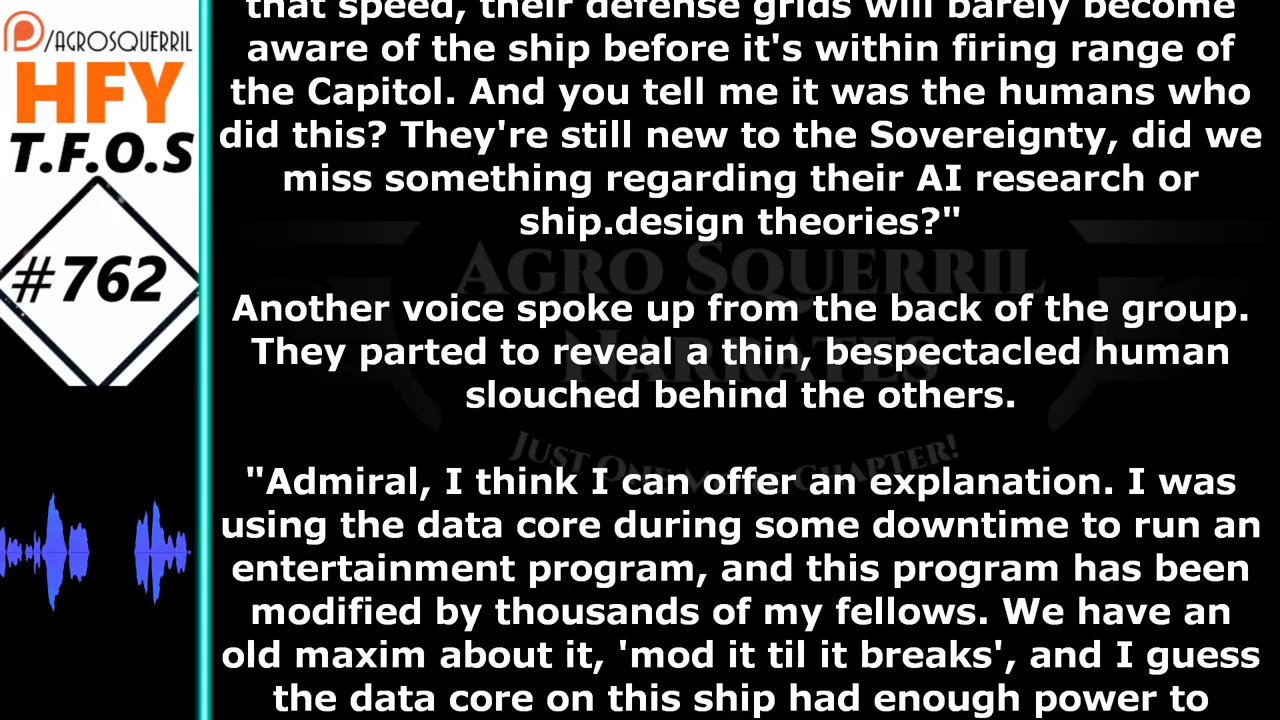 /AGROSQUERRIL
HFY
T.F.O.S
#762
that speed, their defense grids will barely become
aware of the ship before it's within firing range of
the Capitol. And you tell me it was the humans who
did this? They're still new to the Sovereignty, did we
miss something regarding their AI research or
ship.design theories?"
Another voice spoke up from the back of the group.
They parted to reveal a thin, bespectacled human
slouched behind the others.
"Admiral, I think I can offer an explanation. I was
using the data core during some downtime to run an
entertainment program, and this program has been
modified by thousands of my fellows. We have an
old maxim about it, 'mod it til it breaks', and I guess
the data core on this ship had enough power to
AGRO SQUERRIL
NARRATES
JUST ONE MORE CHAPTER!